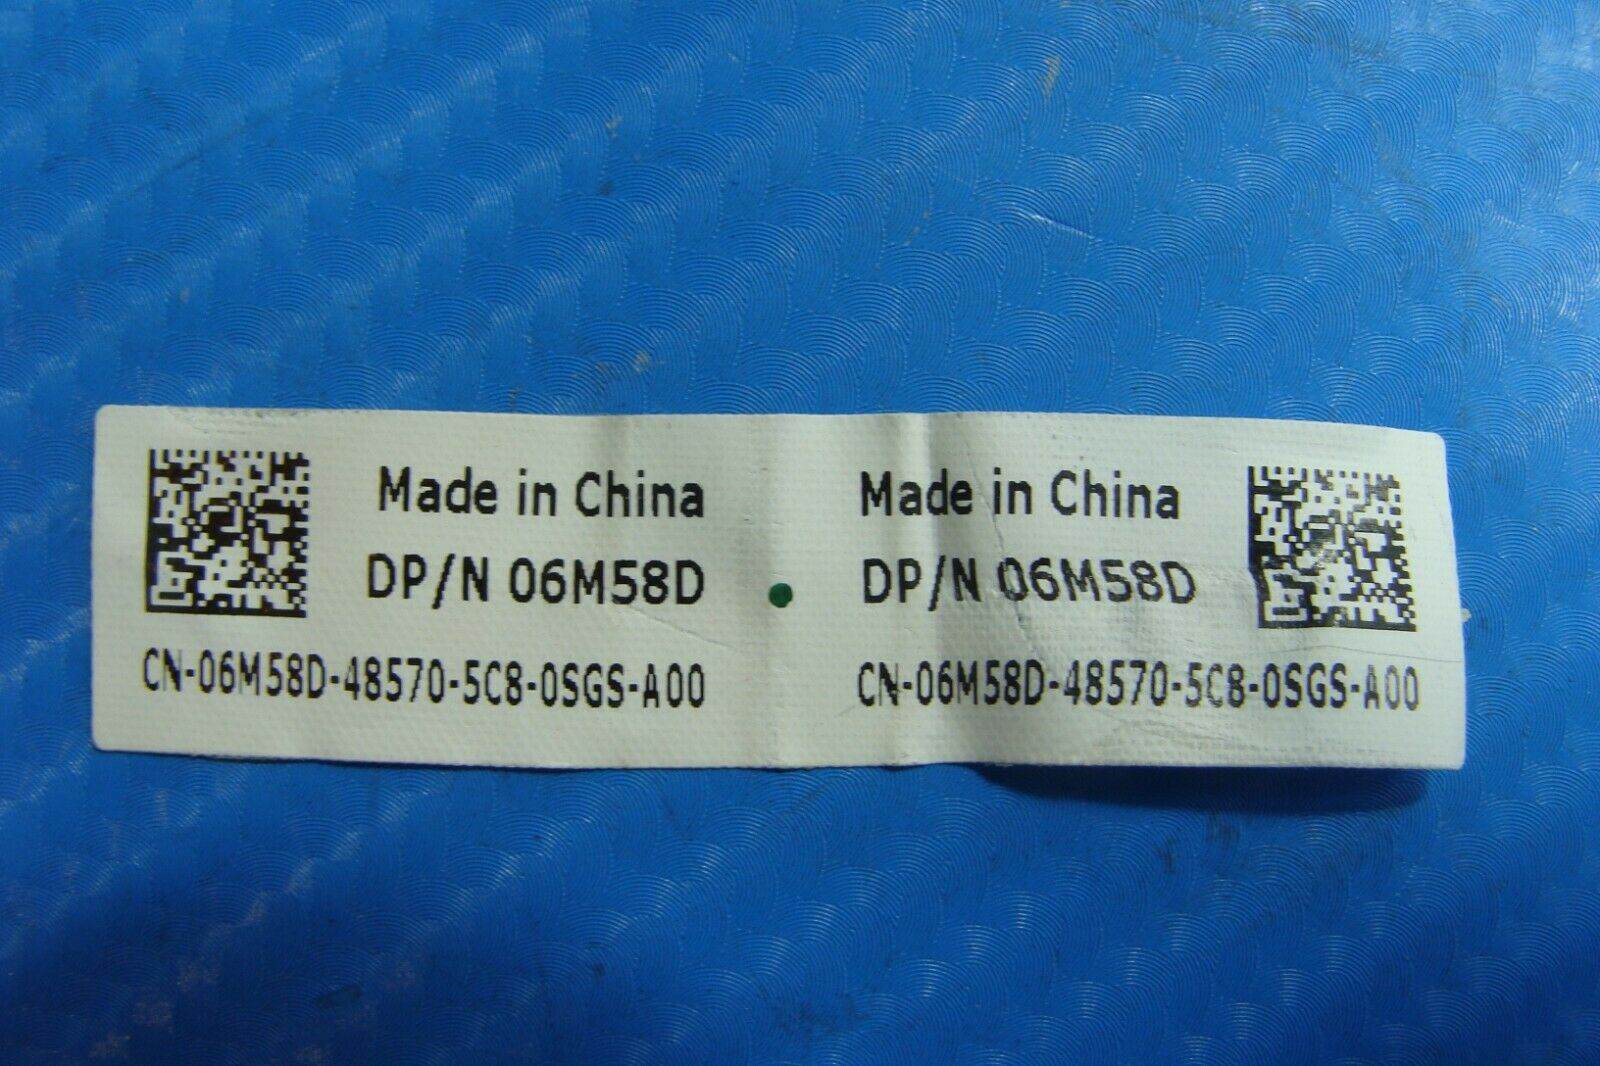 Made in China
DP/N 06M58D
CN-06M58D-48570-5C8-0SGS-A00
Made in China
DP/N 06M58D
CN-06M58D-48570-5C8-0SGS-A00